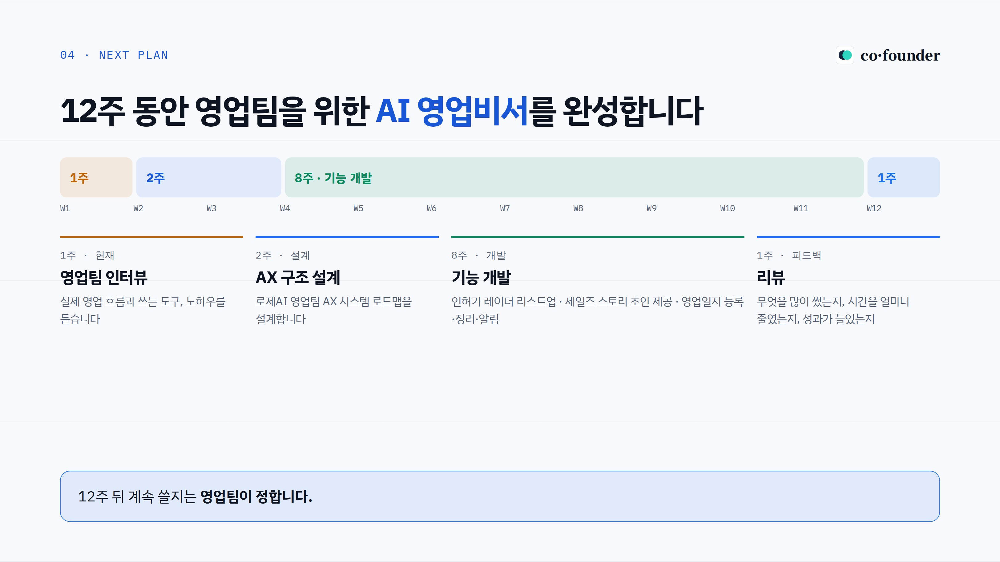 04 · NEXT PLAN
co·founder
12주 동안 영업팀을 위한 AI 영업비서를 완성합니다
1주
2주
8주 · 기능 개발
1주
W1 W2 W3 W4 W5 W6 W7 W8 W9 W10 W11 W12
1주 · 현재
영업팀 인터뷰
실제 영업 흐름과 쓰는 도구, 노하우를
듣습니다
2주 · 설계
AX 구조 설계
로제AI 영업팀 AX 시스템 로드맵을
설계합니다
8주 · 개발
기능 개발
인허가 레이더 리스트업 · 세일즈 스토리 초안 제공 · 영업일지 등록
·정리·알림
1주 · 피드백
리뷰
무엇을 많이 썼는지, 시간을 얼마나
줄였는지, 성과가 늘었는지
12주 뒤 계속 쓸지는 영업팀이 정합니다.